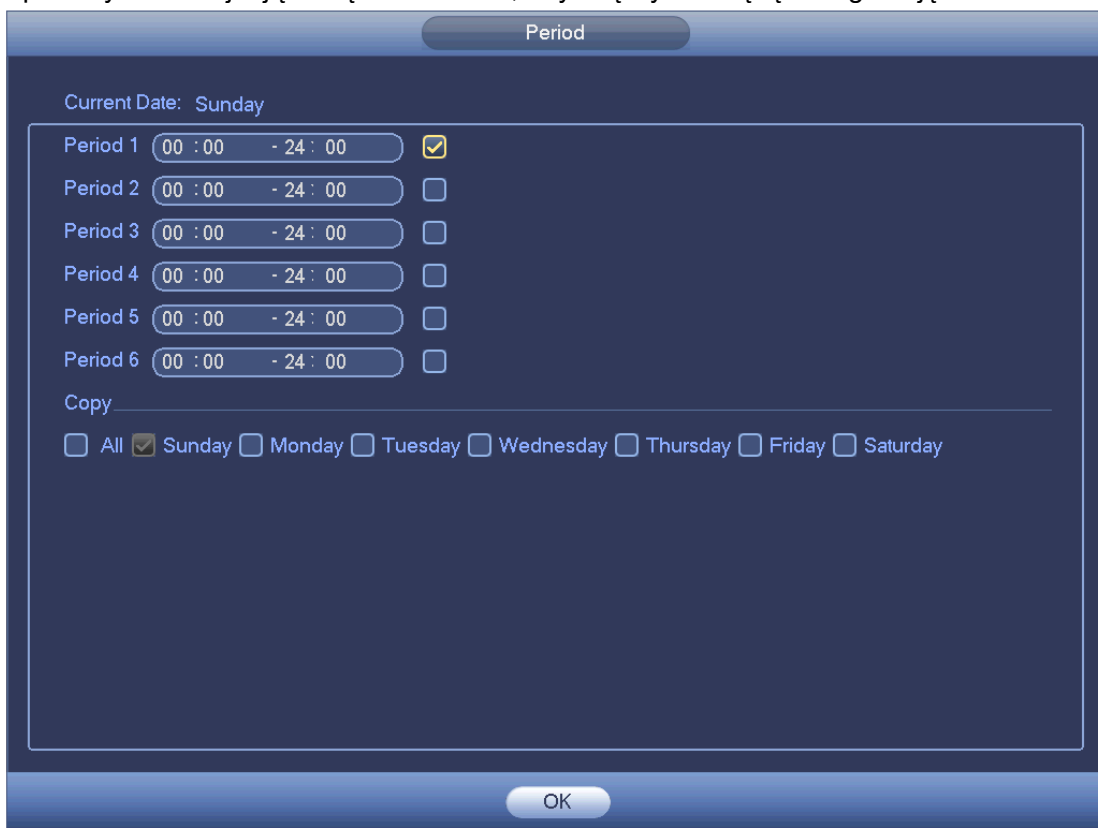 Period
Current Date: Sunday
Period 1 00 :00 - 24 : 00
Period 2 00 :00 - 24 : 00
Period 3 00 :00 - 24 : 00
Period 4 00 :00 - 24 : 00
Period 5 00 :00 - 24 : 00
Period 6 00 :00 - 24 : 00
Copy
All Sunday Monday Tuesday Wednesday Thursday Friday Saturday
OK